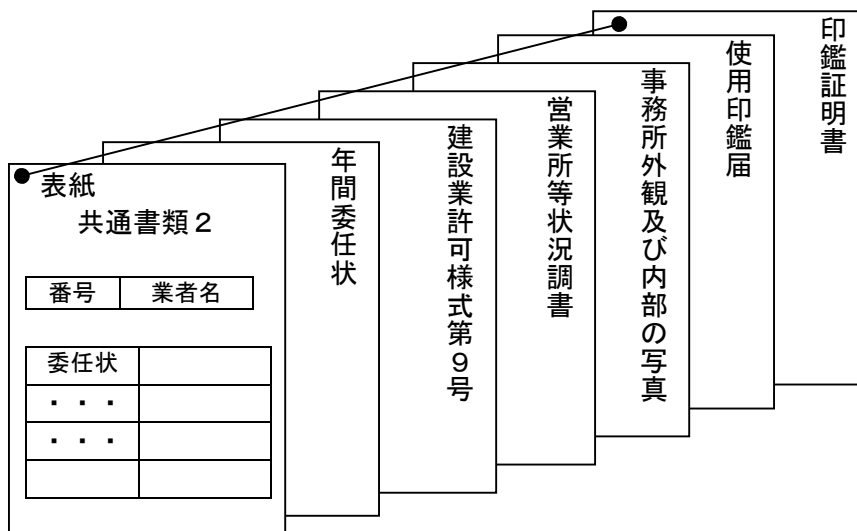 表紙
共通書類2
番号 業者名
委任状
・・・
・・・
年間委任状
建設業許可様式第9号
営業所等状況調書
事務所外観及び内部の写真
使用印鑑届
印鑑証明書